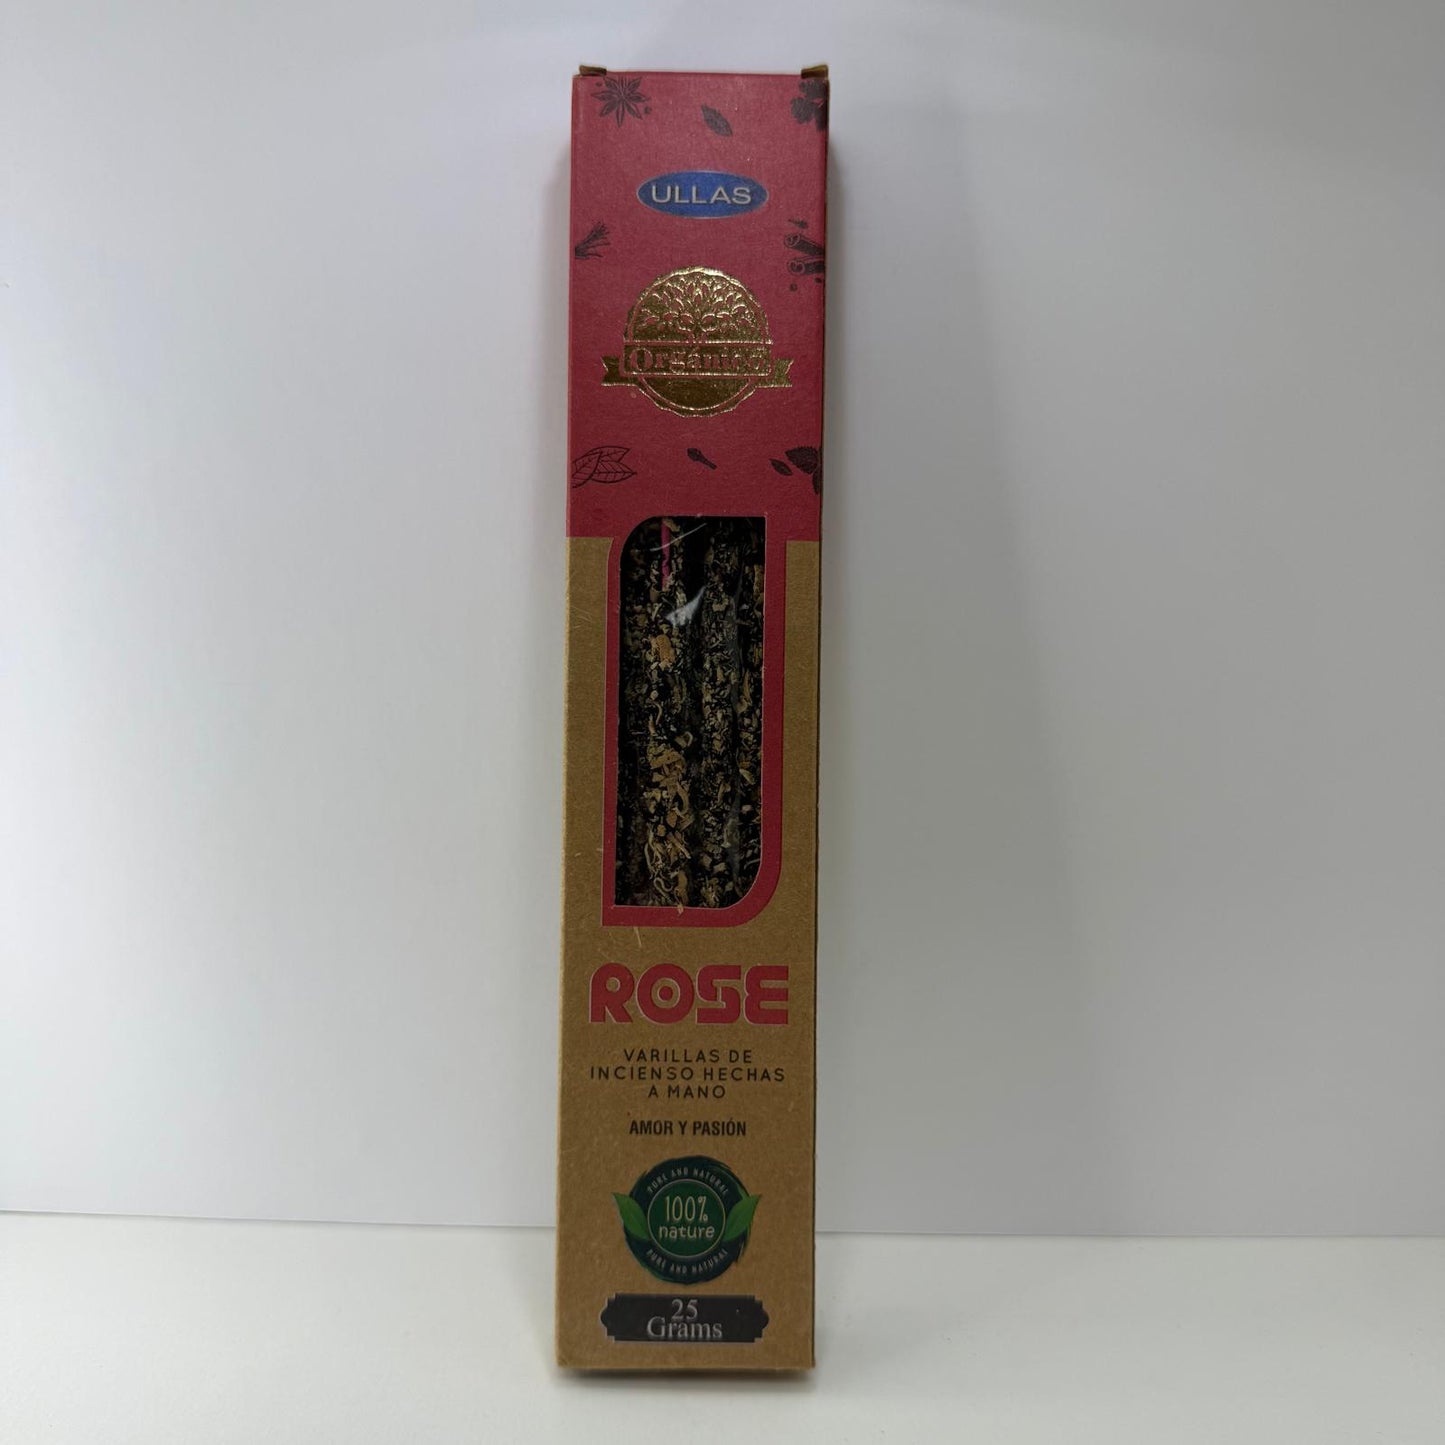 ULLAS
Orgánico
ROSE
VARILLAS DE
INCIENSO HECHAS
A MANO
AMOR Y PASIÓN
PURE AND NATURAL
100%
nature
PURE AND NATURAL
25
Grams